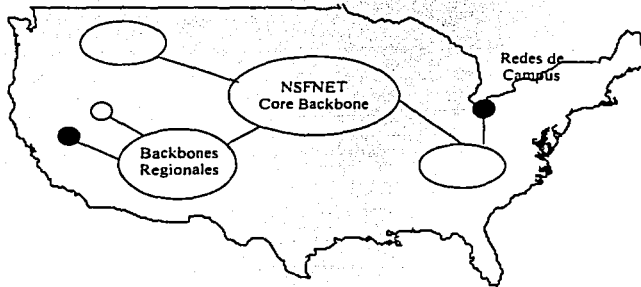 Redes de
Campus
NSFNET
Core Backbone
Backbones
Regionales